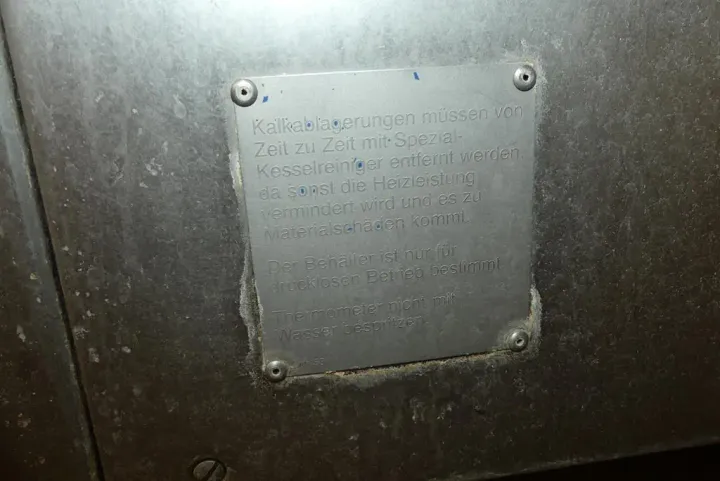 Kalkablagerungen müssen von
Zeit zu Zeit mit Spezial-
Kesselreiniger entfernt werden
da sonst die Heizleistung
vermindert wird und es zu
Materialschäden komml.
Der Behälter ist nur für
drucklosen Betrieb bestimmt
Thermometer nicht mit
Wasser bespritzen